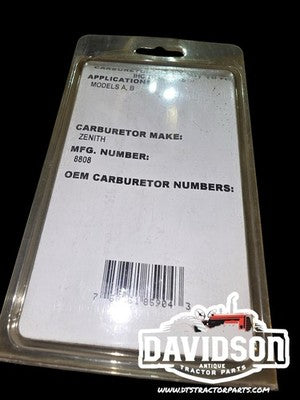 APPLICATION
MODELS A, B
CARBURETOR MAKE:
ZENITH
MFG. NUMBER:
8808
OEM CARBURETOR NUMBERS:
DAVIDSON
ANTIQUE
TRACTOR PARTS
WWW.DTSTRACTORPARTS.COM